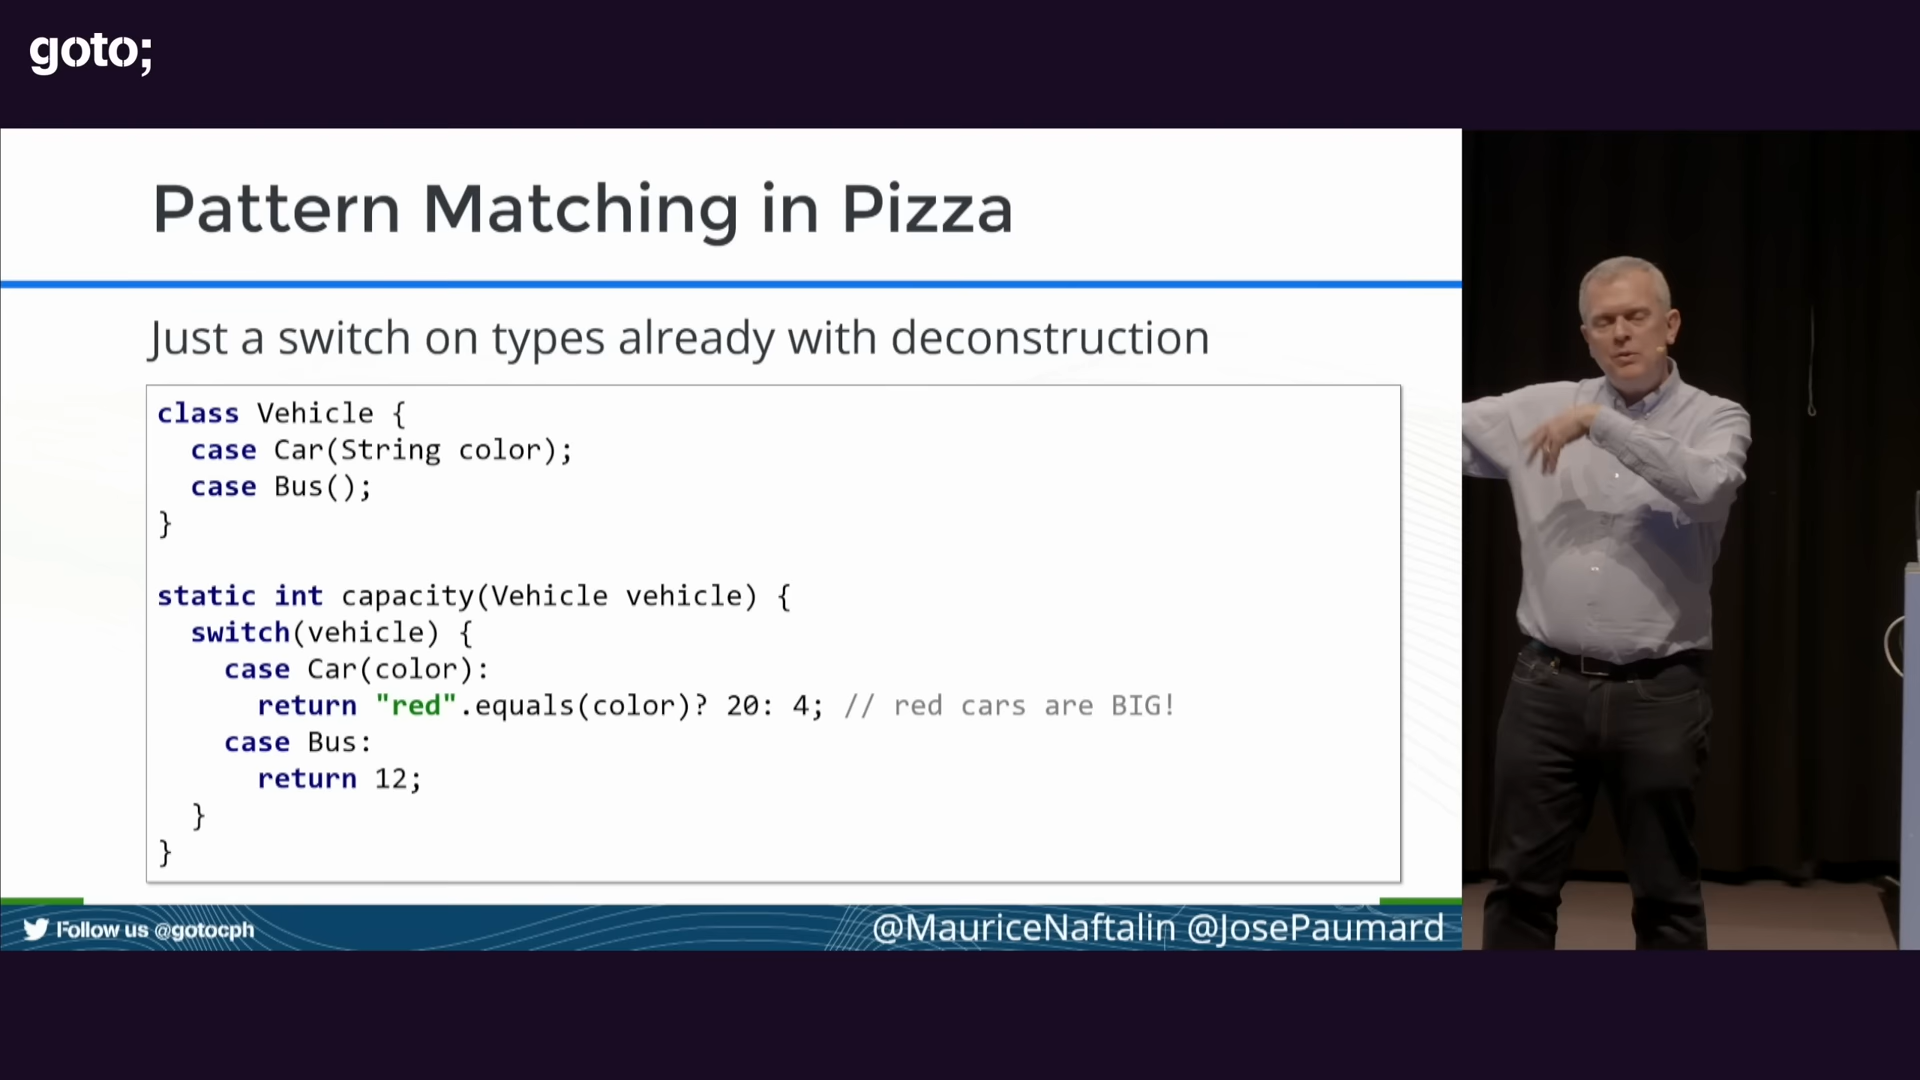 goto;
Pattern Matching in Pizza
Just a switch on types already with deconstruction
class Vehicle {
  case Car(String color);
  case Bus();
}
static int capacity(Vehicle vehicle) {
  switch(vehicle) {
    case Car(color):
      return "red".equals(color)? 20: 4; // red cars are BIG!
    case Bus:
      return 12;
  }
}
Follow us @gotocph
@MauriceNaftalin @JosePaumard